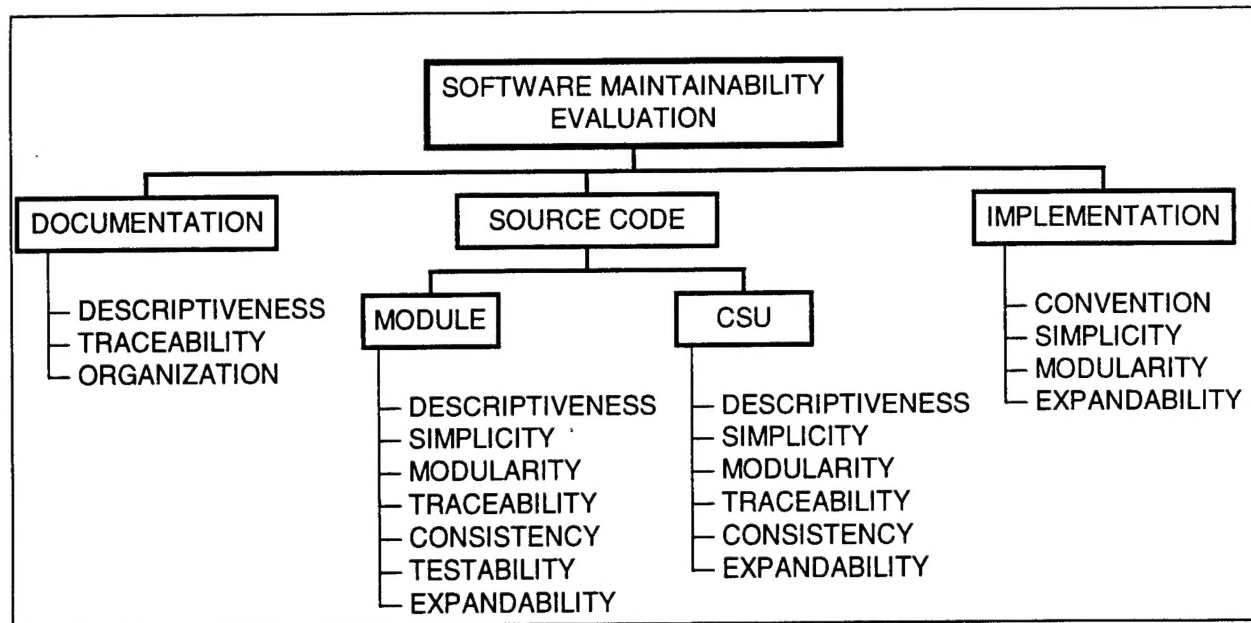 SOFTWARE MAINTAINABILITY
EVALUATION
DOCUMENTATION
SOURCE CODE
IMPLEMENTATION
DESCRIPTIVENESS
TRACEABILITY
ORGANIZATION
MODULE
CSU
CONVENTION
SIMPLICITY
MODULARITY
EXPANDABILITY
DESCRIPTIVENESS
SIMPLICITY
MODULARITY
TRACEABILITY
CONSISTENCY
TESTABILITY
EXPANDABILITY
DESCRIPTIVENESS
SIMPLICITY
MODULARITY
TRACEABILITY
CONSISTENCY
EXPANDABILITY